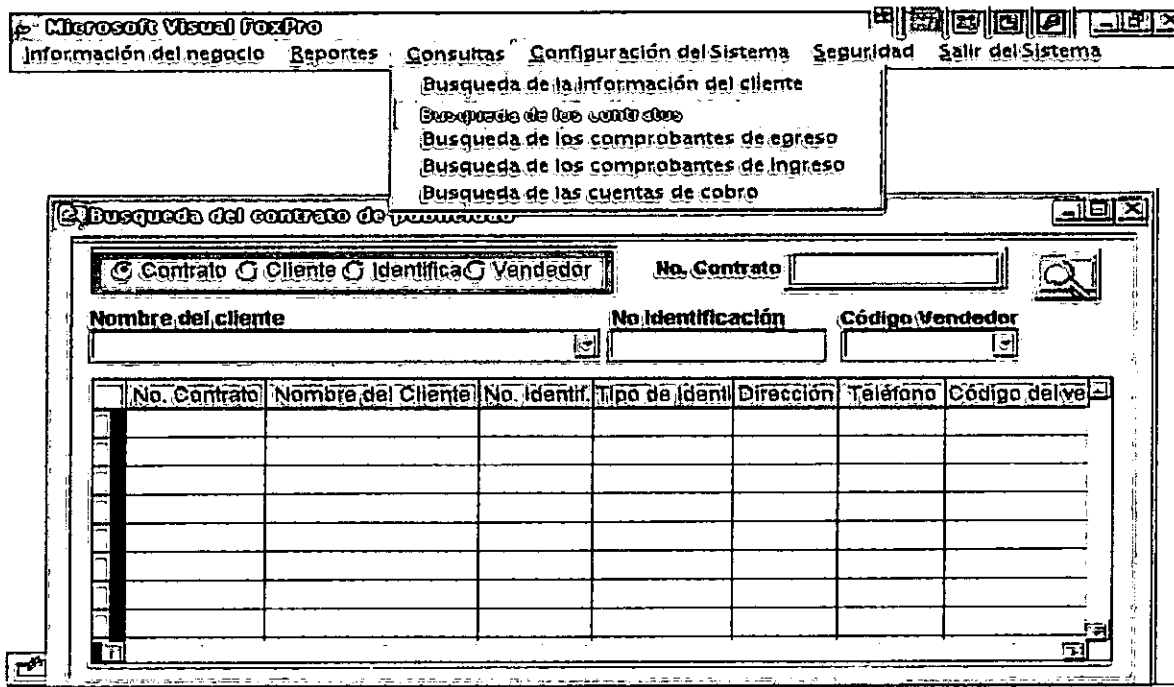 Microsoft Visual FoxPro
Información del negocio Reportes Consultas Configuración del Sistema Seguridad Salir del Sistema
Busqueda de la información del cliente
Busqueda de los contratos
Busqueda de los comprobantes de egreso
Busqueda de los comprobantes de ingreso
Busqueda de las cuentas de cobro
Busqueda del contrato de publicidad
Contrato Cliente Identifica Vendedor No. Contrato
Nombre del cliente No Identificación Código Vendedor
No. Contrato Nombre del Cliente No. Identif. Tipo de Identi Dirección Teléfono Código del ve